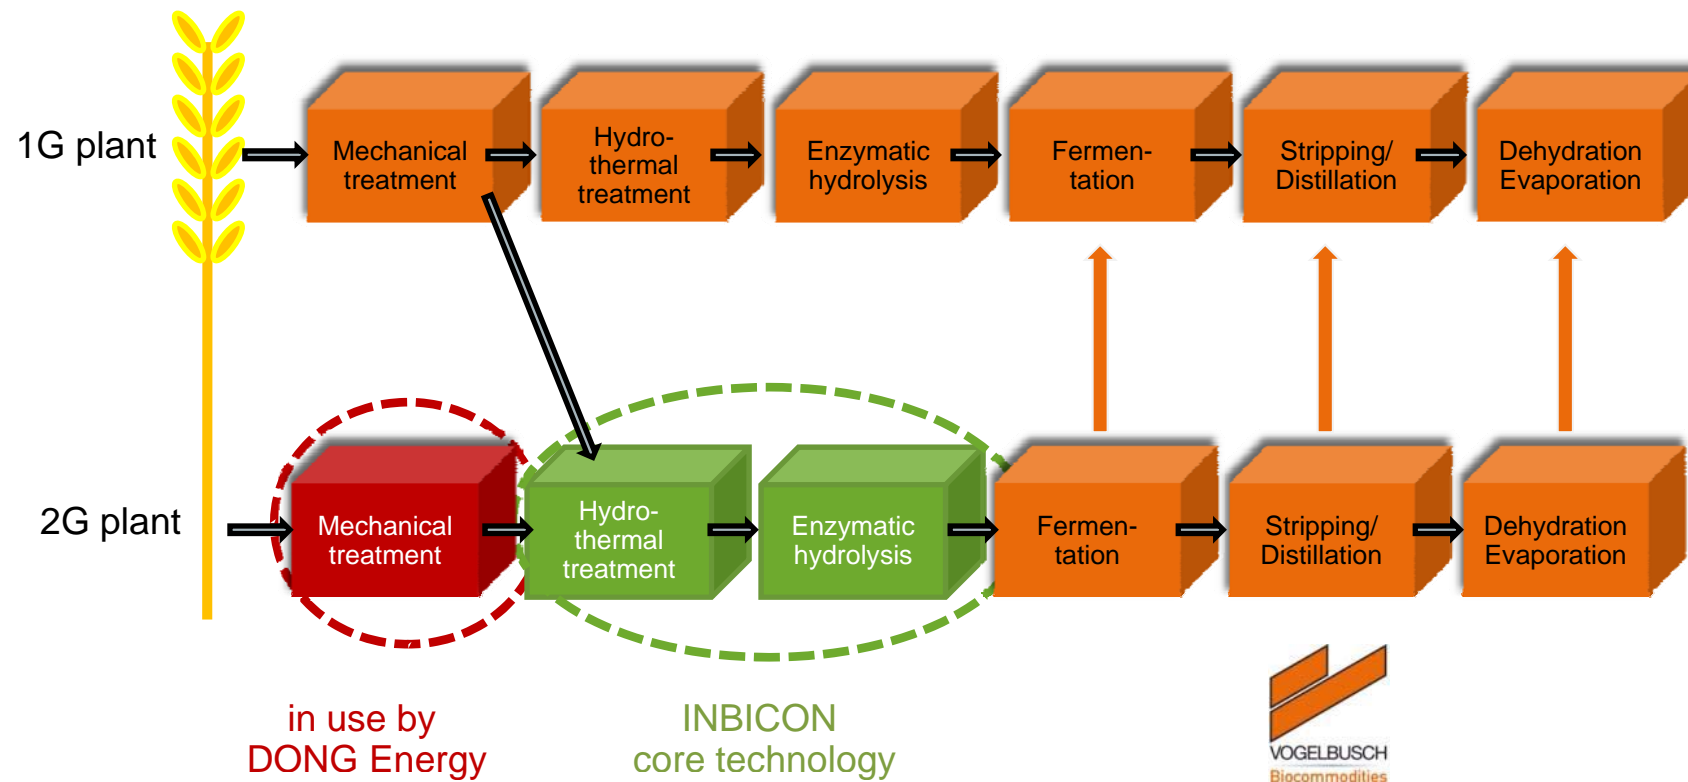 1G plant
Mechanical
treatment
Hydro-
thermal
treatment
Enzymatic
hydrolysis
Fermen-
tation
Stripping/
Distillation
Dehydration
Evaporation
2G plant
Mechanical
treatment
Hydro-
thermal
treatment
Enzymatic
hydrolysis
Fermen-
tation
Stripping/
Distillation
Dehydration
Evaporation
in use by
DONG Energy
INBICON
core technology
VOGELBUSCH
Biocommodities